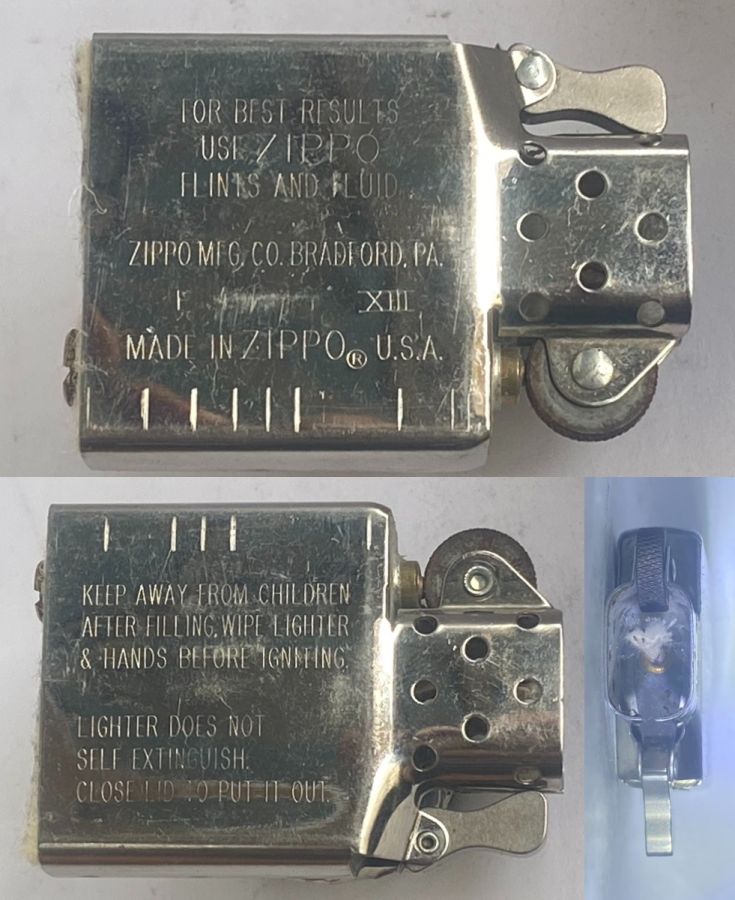 FOR BEST RESULTS
USE ZIPPO
FLINTS AND FLUID
ZIPPO MFG. CO. BRADFORD, PA.
F XIII
MADE IN ZIPPO® U.S.A.
KEEP AWAY FROM CHILDREN
AFTER FILLING, WIPE LIGHTER
& HANDS BEFORE IGNITING.
LIGHTER DOES NOT
SELF EXTINGUISH.
CLOSE LID TO PUT IT OUT.